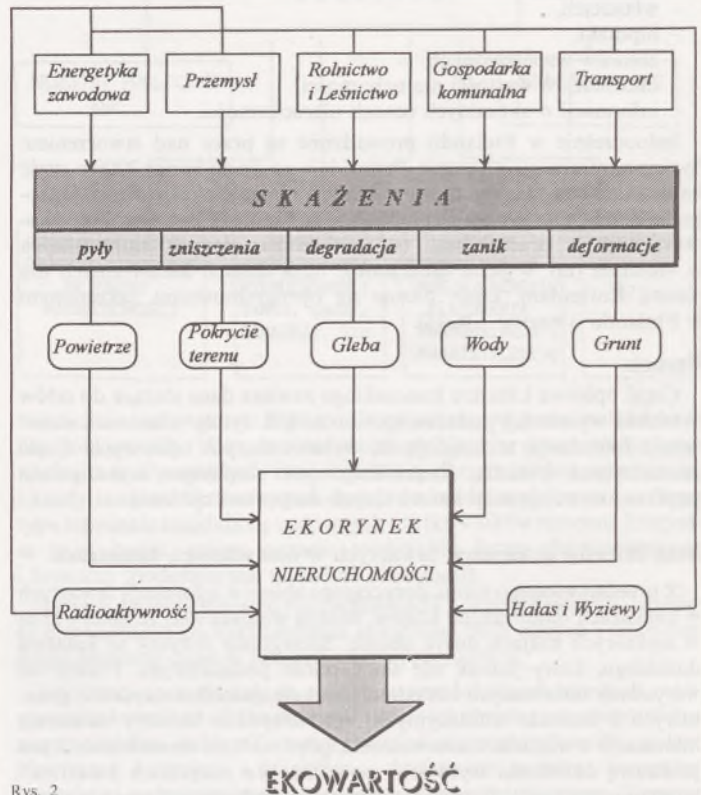 Energetyka
zawodowa
Przemysł
Rolnictwo
i Leśnictwo
Gospodarka
komunalna
Transport
SKAŻENIA
pyły
zniszczenia
degradacja
zanik
deformacje
Powietrze
Pokrycie
terenu
Gleba
Wody
Grunt
EKORYNEK
NIERUCHOMOŚCI
Radioaktywność
Hałas i Wyziewy
EKOWARTOŚĆ
Rys. 2